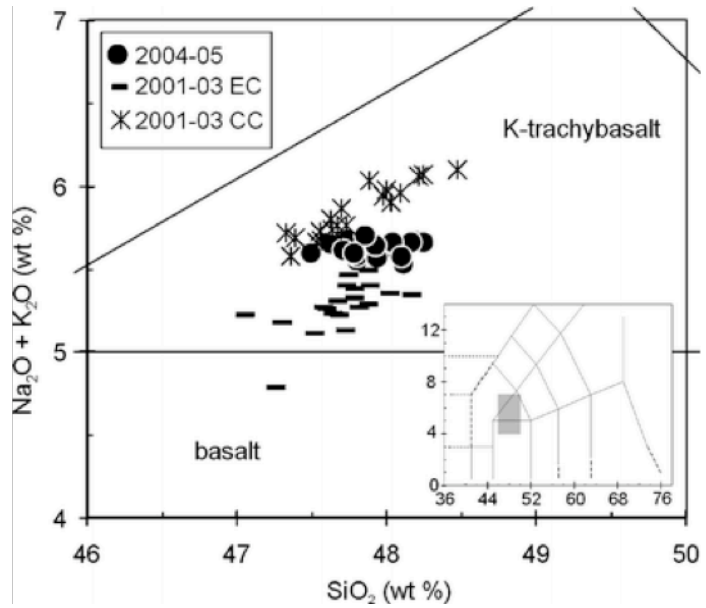 7
6
5
4
Na₂O + K₂O (wt %)
2004-05
2001-03 EC
2001-03 CC
K-trachybasalt
basalt
12
8
4
0
36 44 52 60 68 76
46 47 48 49 50
SiO₂ (wt %)